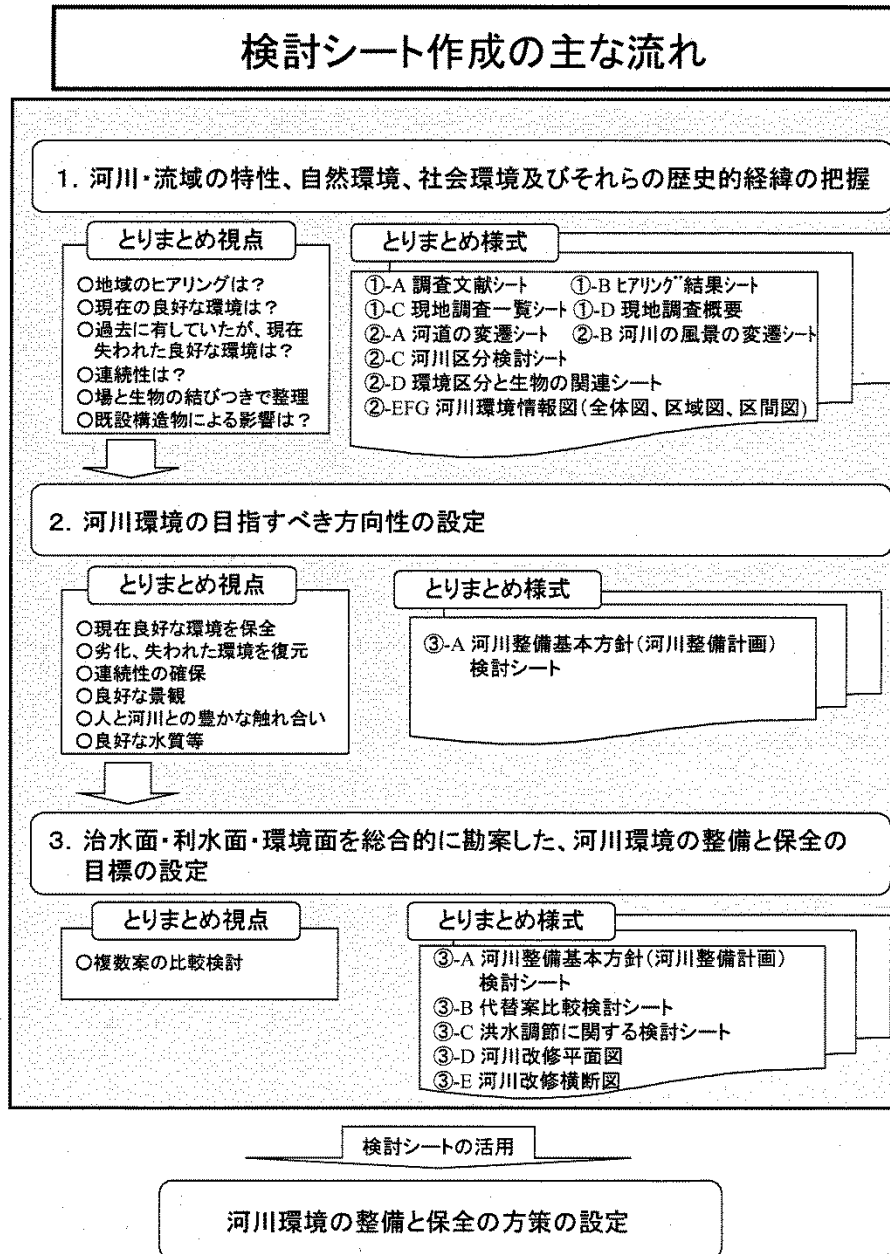 検討シート作成の主な流れ
1．河川・流域の特性、自然環境、社会環境及びそれらの歴史的経緯の把握
とりまとめ視点
○地域のヒアリングは？
○現在の良好な環境は？
○過去に有していたが、現在
失われた良好な環境は？
○連続性は？
○場と生物の結びつきで整理
○既設構造物による影響は？
とりまとめ様式
①-A 調査文献シート ①-B ﾋｱﾘﾝｸﾞ結果シート
①-C 現地調査一覧シート ①-D 現地調査概要
②-A 河道の変遷シート ②-B 河川の風景の変遷シート
②-C 河川区分検討シート
②-D 環境区分と生物の関連シート
②-EFG 河川環境情報図（全体図、区域図、区間図）
2．河川環境の目指すべき方向性の設定
とりまとめ視点
○現在良好な環境を保全
○劣化、失われた環境を復元
○連続性の確保
○良好な景観
○人と河川との豊かな触れ合い
○良好な水質等
とりまとめ様式
③-A 河川整備基本方針（河川整備計画）
検討シート
3．治水面・利水面・環境面を総合的に勘案した、河川環境の整備と保全の
目標の設定
とりまとめ視点
○複数案の比較検討
とりまとめ様式
③-A 河川整備基本方針（河川整備計画）
検討シート
③-B 代替案比較検討シート
③-C 洪水調節に関する検討シート
③-D 河川改修平面図
③-E 河川改修横断図
検討シートの活用
河川環境の整備と保全の方策の設定